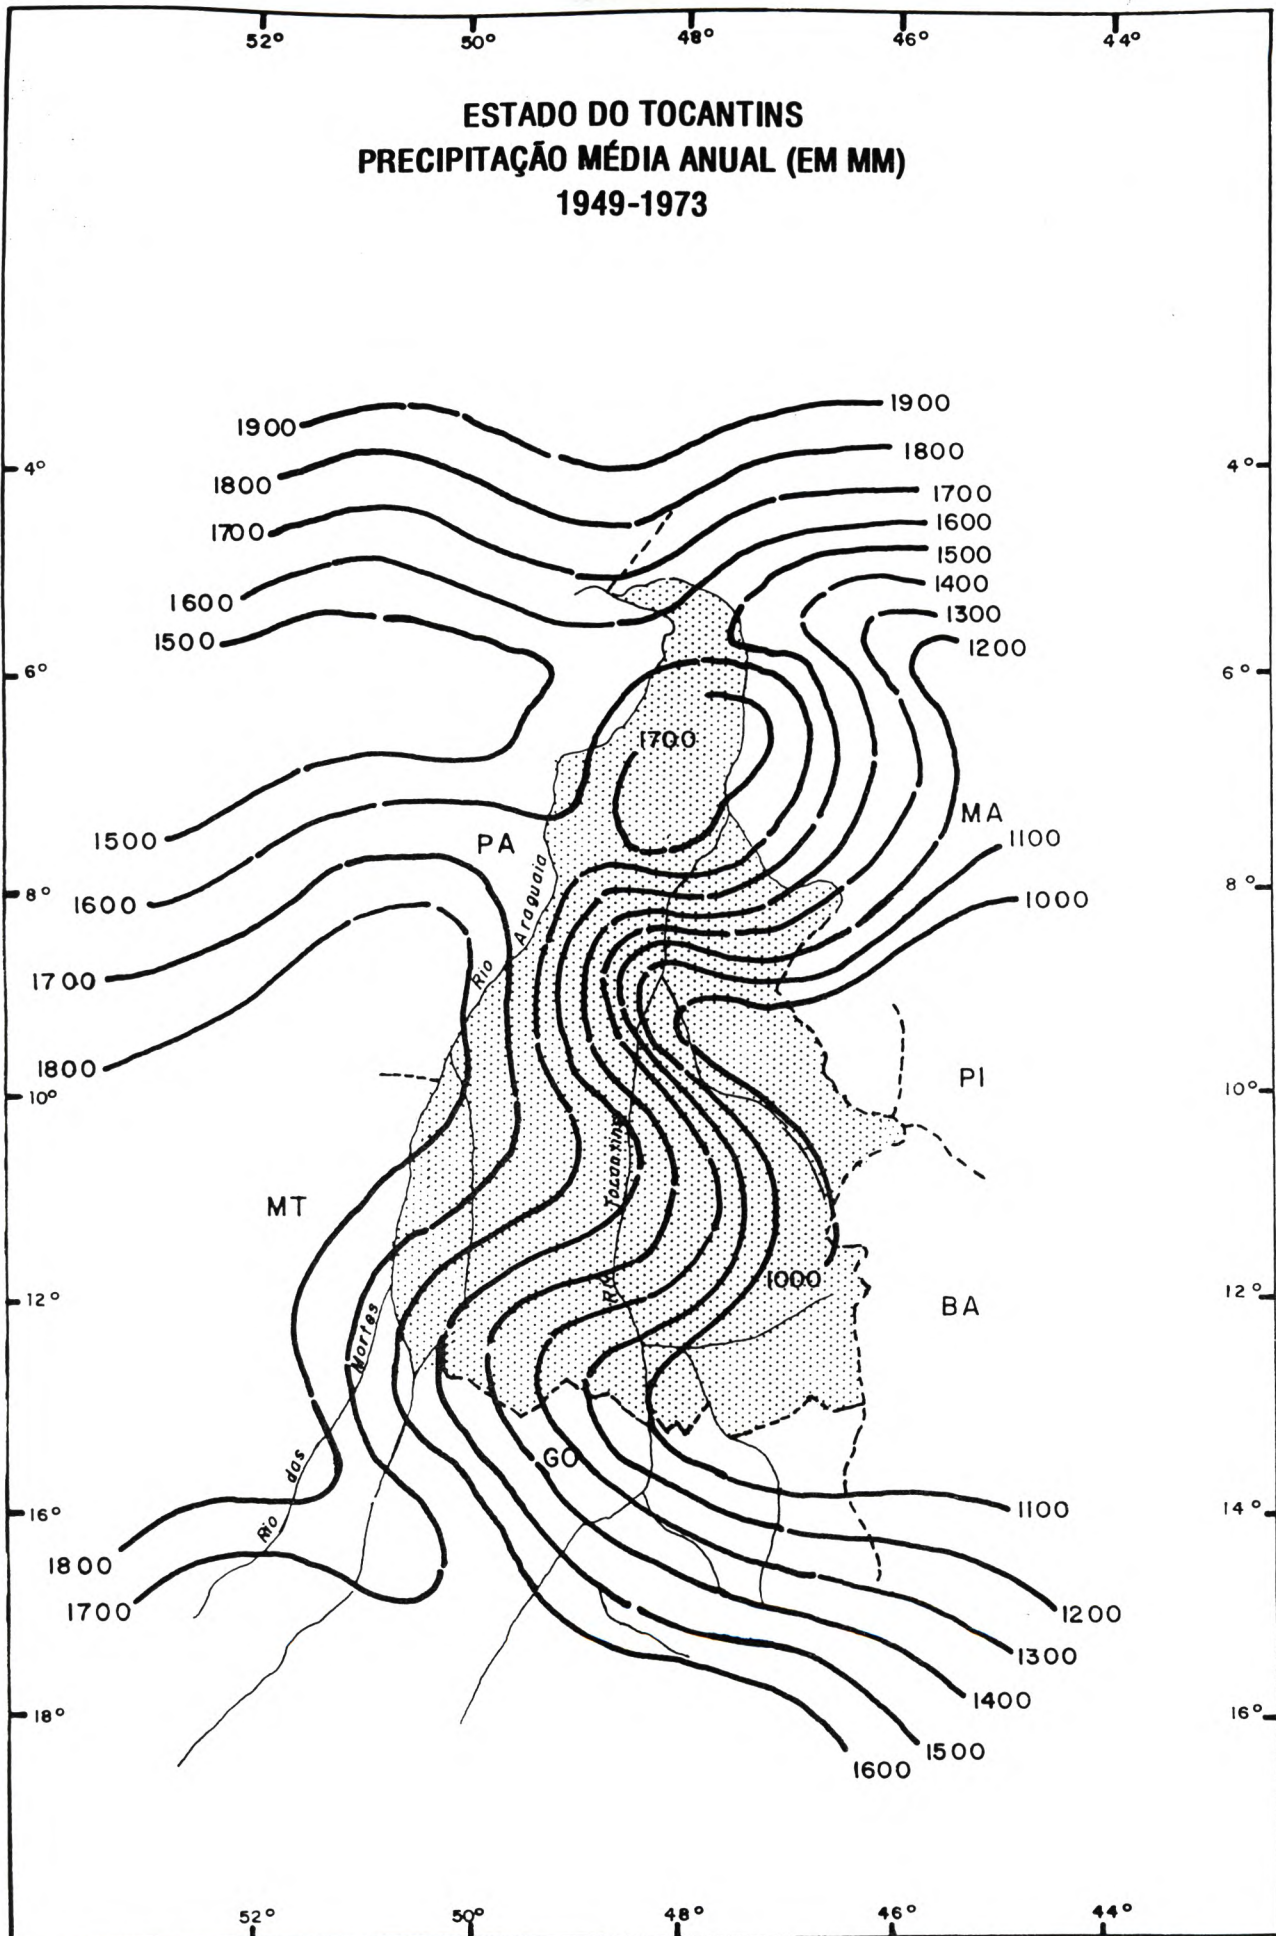 52° 50° 48° 46° 44°
ESTADO DO TOCANTINS
PRECIPITAÇÃO MÉDIA ANUAL (EM MM)
1949-1973
1900 1900
1800 1800
4° 4°
1700 1700
1600
1500
1600 1400
1500 1300
1200
6° 6°
1700
MA
1500 PA 1100
8° 8°
1600 1000
Rio Araguaia
1700
1800 PI
10° 10°
Rio Tocantins
MT
1000
12° BA 12°
Rio das Mortes
GO
16° 1100 14°
1800
1700 1200
1300
1400
18° 16°
1500
1600
52° 50° 48° 46° 44°